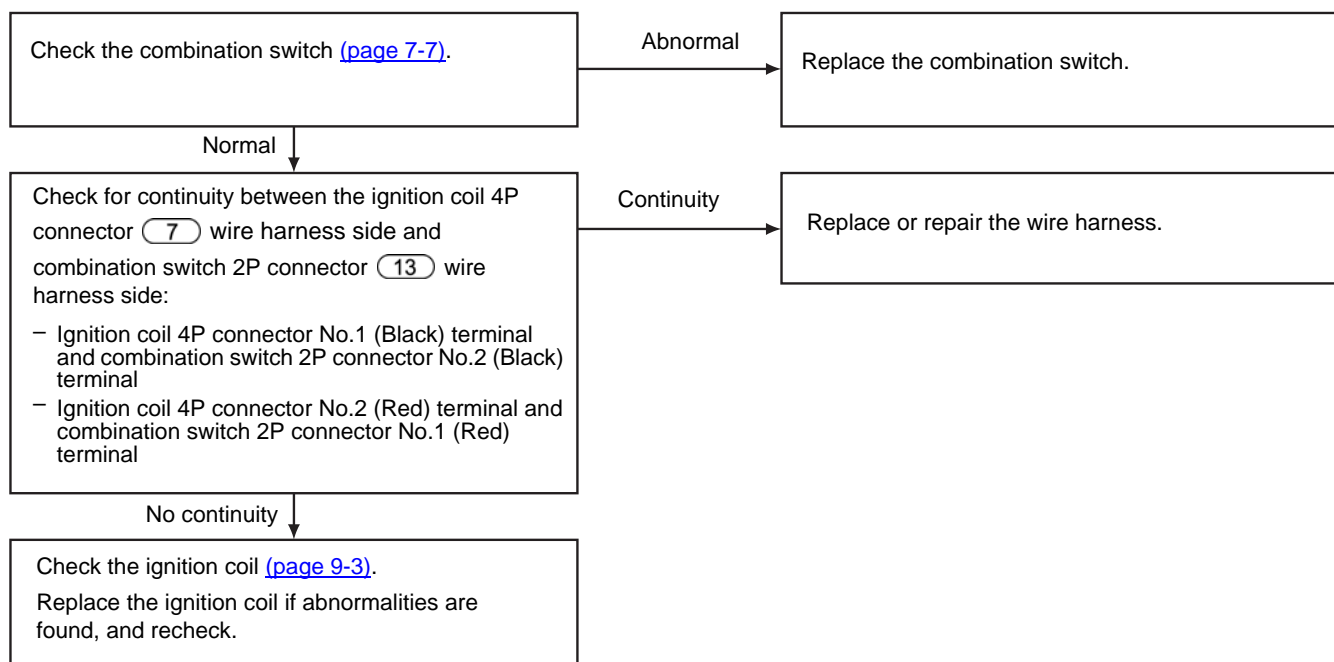 Check the combination switch (page 7-7).
Abnormal
Replace the combination switch.
Normal
Check for continuity between the ignition coil 4P
connector 7 wire harness side and
combination switch 2P connector 13 wire
harness side:
– Ignition coil 4P connector No.1 (Black) terminal
and combination switch 2P connector No.2 (Black)
terminal
– Ignition coil 4P connector No.2 (Red) terminal and
combination switch 2P connector No.1 (Red)
terminal
Continuity
Replace or repair the wire harness.
No continuity
Check the ignition coil (page 9-3).
Replace the ignition coil if abnormalities are
found, and recheck.